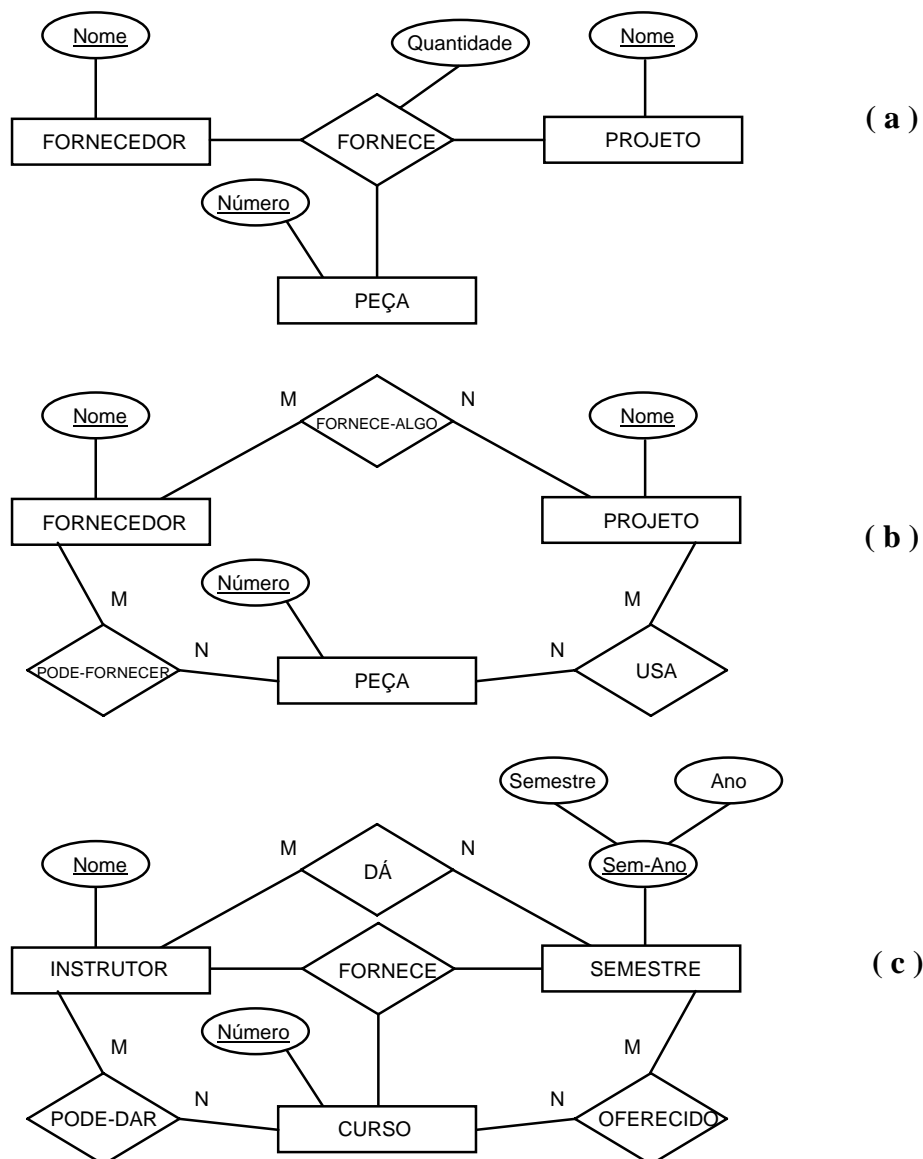 Nome
Quantidade
Nome
FORNECEDOR
FORNECE
PROJETO
( a )
Número
PEÇA
M
N
Nome
FORNECE-ALGO
Nome
FORNECEDOR
PROJETO
( b )
M
Número
M
PODE-FORNECER
N
PEÇA
N
USA
Semestre
Ano
M
N
Nome
DÁ
Sem-Ano
INSTRUTOR
FORNECE
SEMESTRE
( c )
M
Número
M
PODE-DAR
N
CURSO
N
OFERECIDO